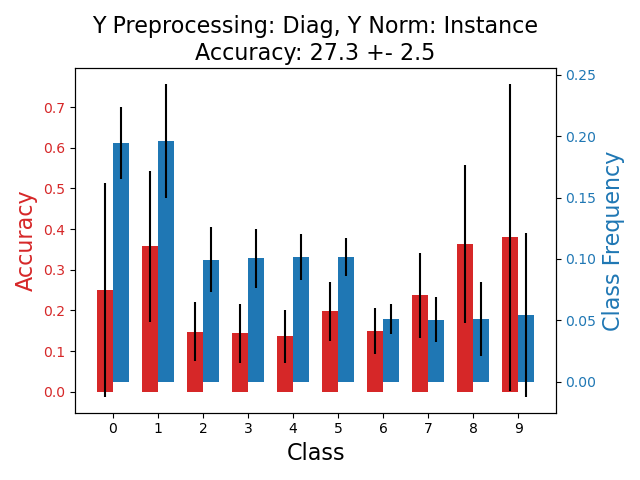 Y Preprocessing: Diag, Y Norm: Instance
Accuracy: 27.3 +- 2.5
Accuracy
0.7
0.6
0.5
0.4
0.3
0.2
0.1
0.0
0.25
0.20
0.15
0.10
0.05
0.00
Class Frequency
0 1 2 3 4 5 6 7 8 9
Class